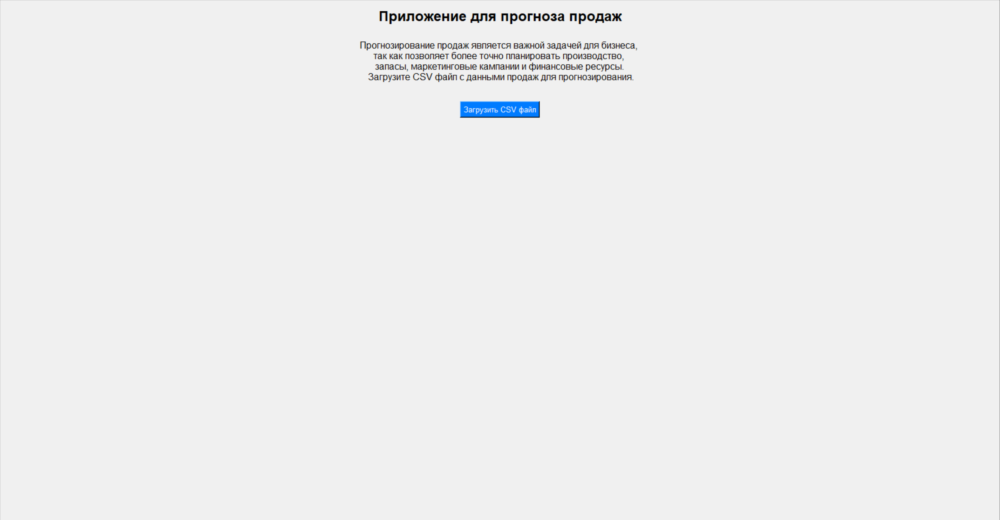 Приложение для прогноза продаж
Прогнозирование продаж является важной задачей для бизнеса,
так как позволяет более точно планировать производство,
запасы, маркетинговые кампании и финансовые ресурсы.
Загрузите CSV файл с данными продаж для прогнозирования.
Загрузить CSV файл